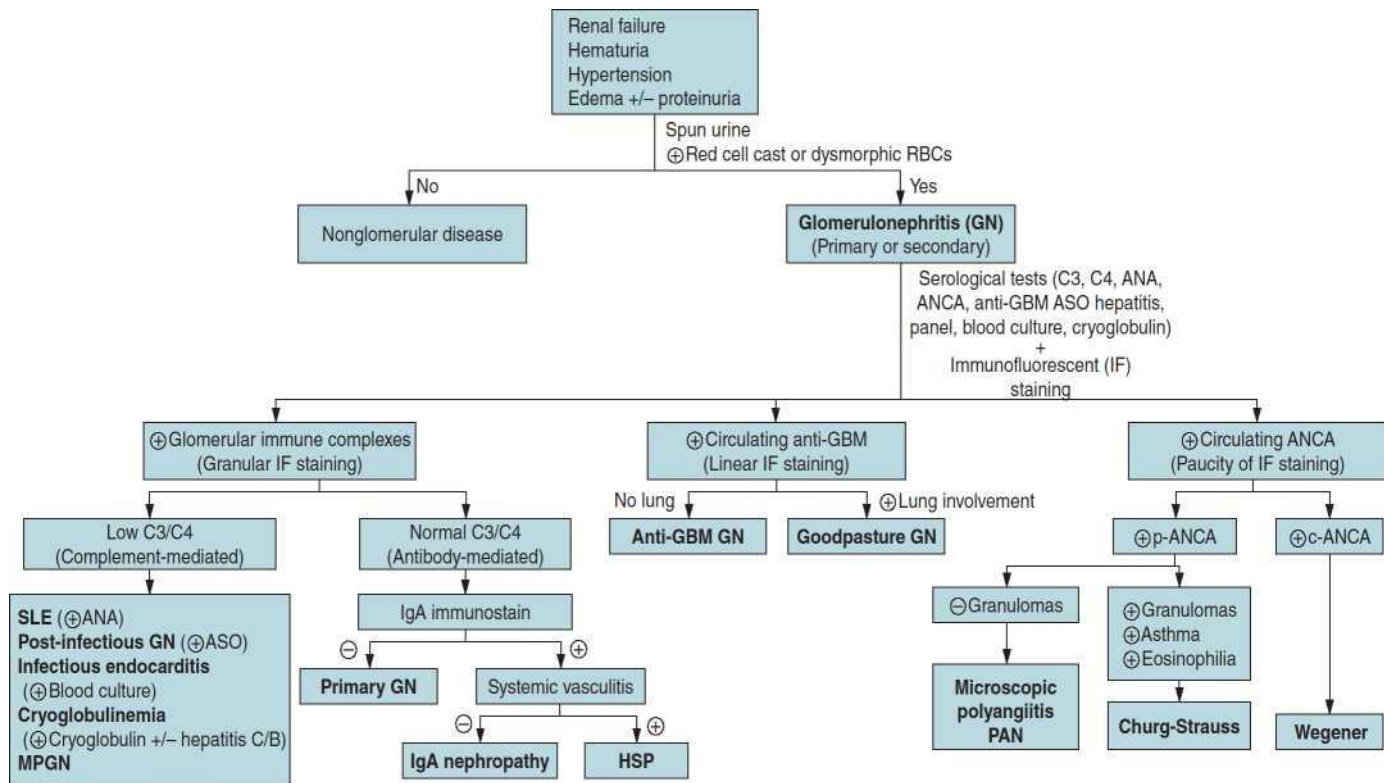 Renal failure
Hematuria
Hypertension
Edema +/– proteinuria
Spun urine
⊕Red cell cast or dysmorphic RBCs
No
Yes
Nonglomerular disease
Glomerulonephritis (GN)
(Primary or secondary)
Serological tests (C3, C4, ANA,
ANCA, anti-GBM ASO hepatitis,
panel, blood culture, cryoglobulin)
+
Immunofluorescent (IF)
staining
⊕Glomerular immune complexes
(Granular IF staining)
⊕Circulating anti-GBM
(Linear IF staining)
⊕Circulating ANCA
(Paucity of IF staining)
Low C3/C4
(Complement-mediated)
Normal C3/C4
(Antibody-mediated)
No lung
⊕Lung involvement
Anti-GBM GN
Goodpasture GN
⊕p-ANCA
⊕c-ANCA
SLE (⊕ANA)
Post-infectious GN (⊕ASO)
Infectious endocarditis
(⊕Blood culture)
Cryoglobulinemia
(⊕Cryoglobulin +/– hepatitis C/B)
MPGN
IgA immunostain
⊖
⊕
Primary GN
Systemic vasculitis
⊖
⊕
IgA nephropathy
HSP
⊖Granulomas
⊕Granulomas
⊕Asthma
⊕Eosinophilia
Microscopic
polyangiitis
PAN
Churg-Strauss
Wegener